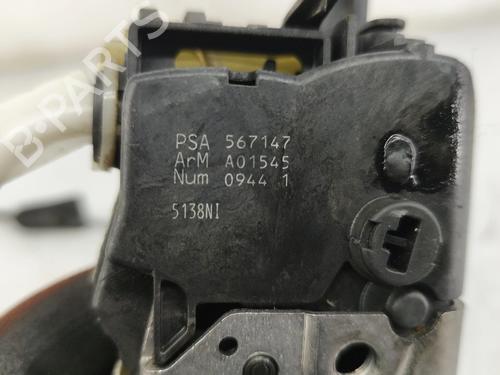 B-PARTS
PSA 567147
ArM A01545
Num 0944 1
5138NI